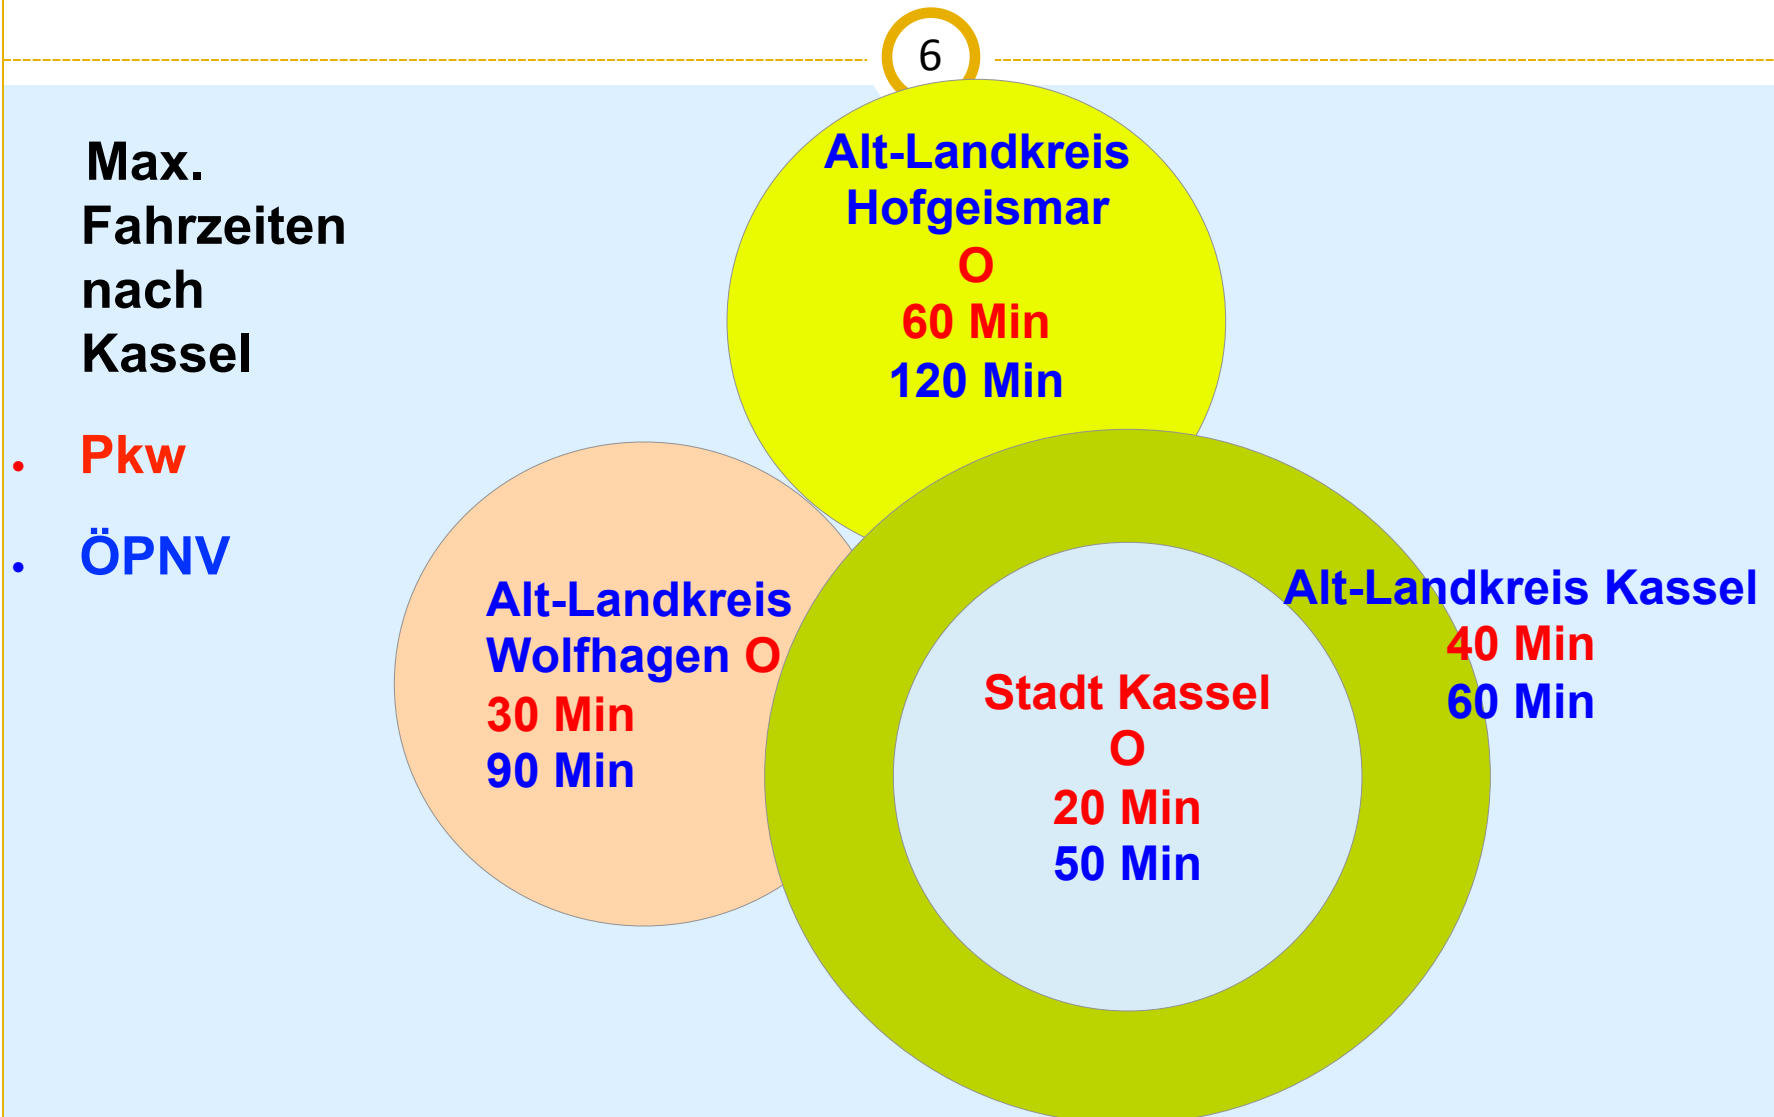 6
Max.
Fahrzeiten
nach
Kassel
• Pkw
• ÖPNV
Alt-Landkreis
Hofgeismar
O
60 Min
120 Min
Alt-Landkreis
Wolfhagen O
30 Min
90 Min
Stadt Kassel
O
20 Min
50 Min
Alt-Landkreis Kassel
40 Min
60 Min